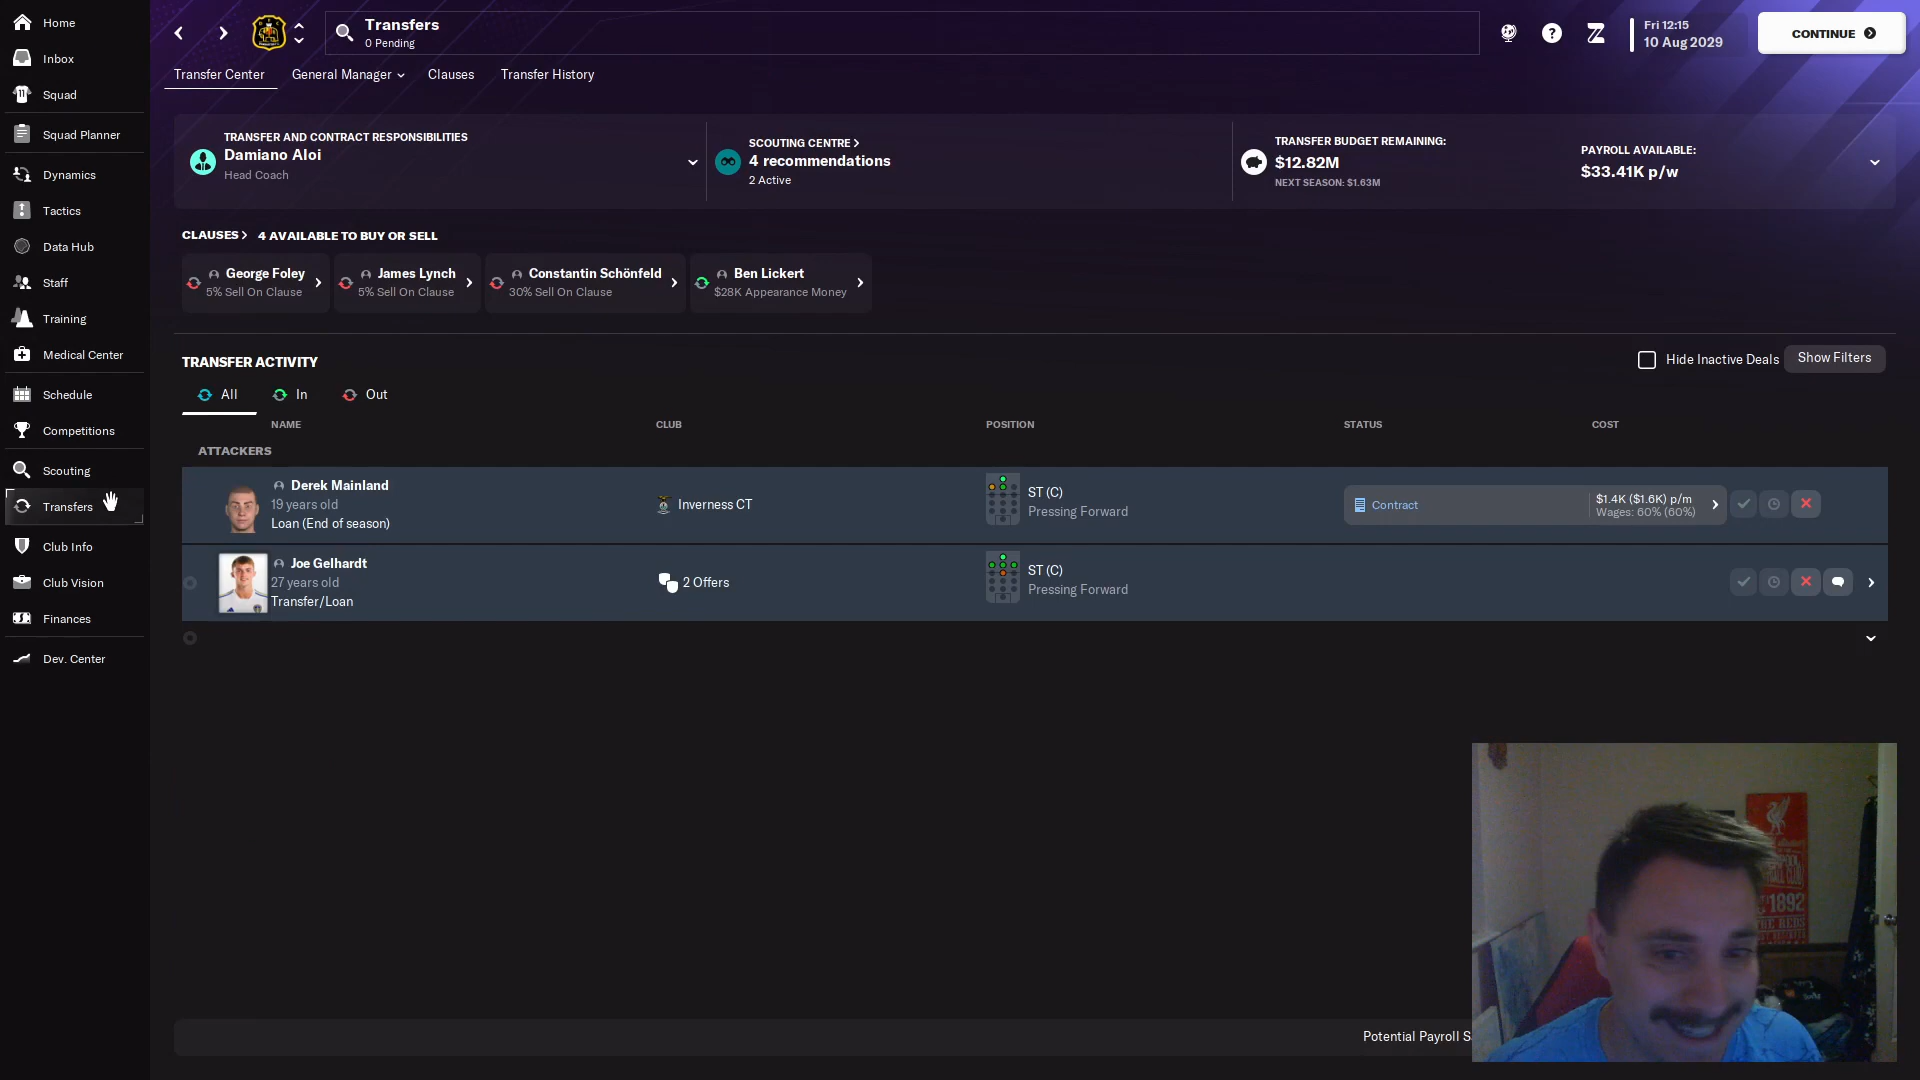 Home
Inbox
Squad
Squad Planner
Dynamics
Tactics
Data Hub
Staff
Training
Medical Center
Schedule
Competitions
Scouting
Transfers
Club Info
Club Vision
Finances
Dev. Center
Transfers
0 Pending
Fri 12:15
10 Aug 2029
CONTINUE
Transfer Center
General Manager
Clauses
Transfer History
TRANSFER AND CONTRACT RESPONSIBILITIES
Damiano Aloi
Head Coach
SCOUTING CENTRE >
4 recommendations
2 Active
TRANSFER BUDGET REMAINING:
$12.82M
NEXT SEASON: $1.63M
PAYROLL AVAILABLE:
$33.41K p/w
CLAUSES > 4 AVAILABLE TO BUY OR SELL
George Foley
5% Sell On Clause
James Lynch
5% Sell On Clause
Constantin Schönfeld
30% Sell On Clause
Ben Lickert
$28K Appearance Money
TRANSFER ACTIVITY
Hide Inactive Deals
Show Filters
All
In
Out
NAME
CLUB
POSITION
STATUS
COST
ATTACKERS
Derek Mainland
19 years old
Loan (End of season)
Inverness CT
ST (C)
Pressing Forward
Contract
$1.4K ($1.6K) p/m
Wages: 60% (60%)
Joe Gelhardt
27 years old
Transfer/Loan
2 Offers
ST (C)
Pressing Forward
Potential Payroll S
1892
THE REDS